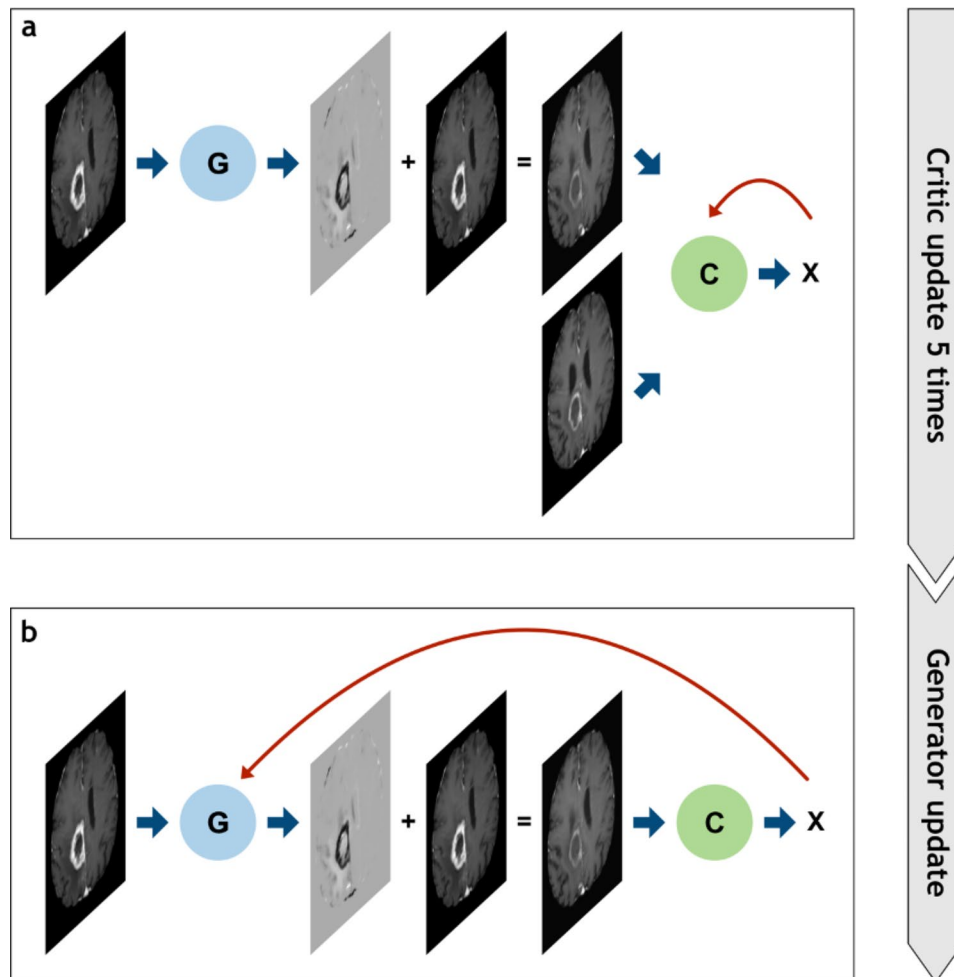 a
G
+
=
C
X
Critic update 5 times
b
G
+
=
C
X
Generator update